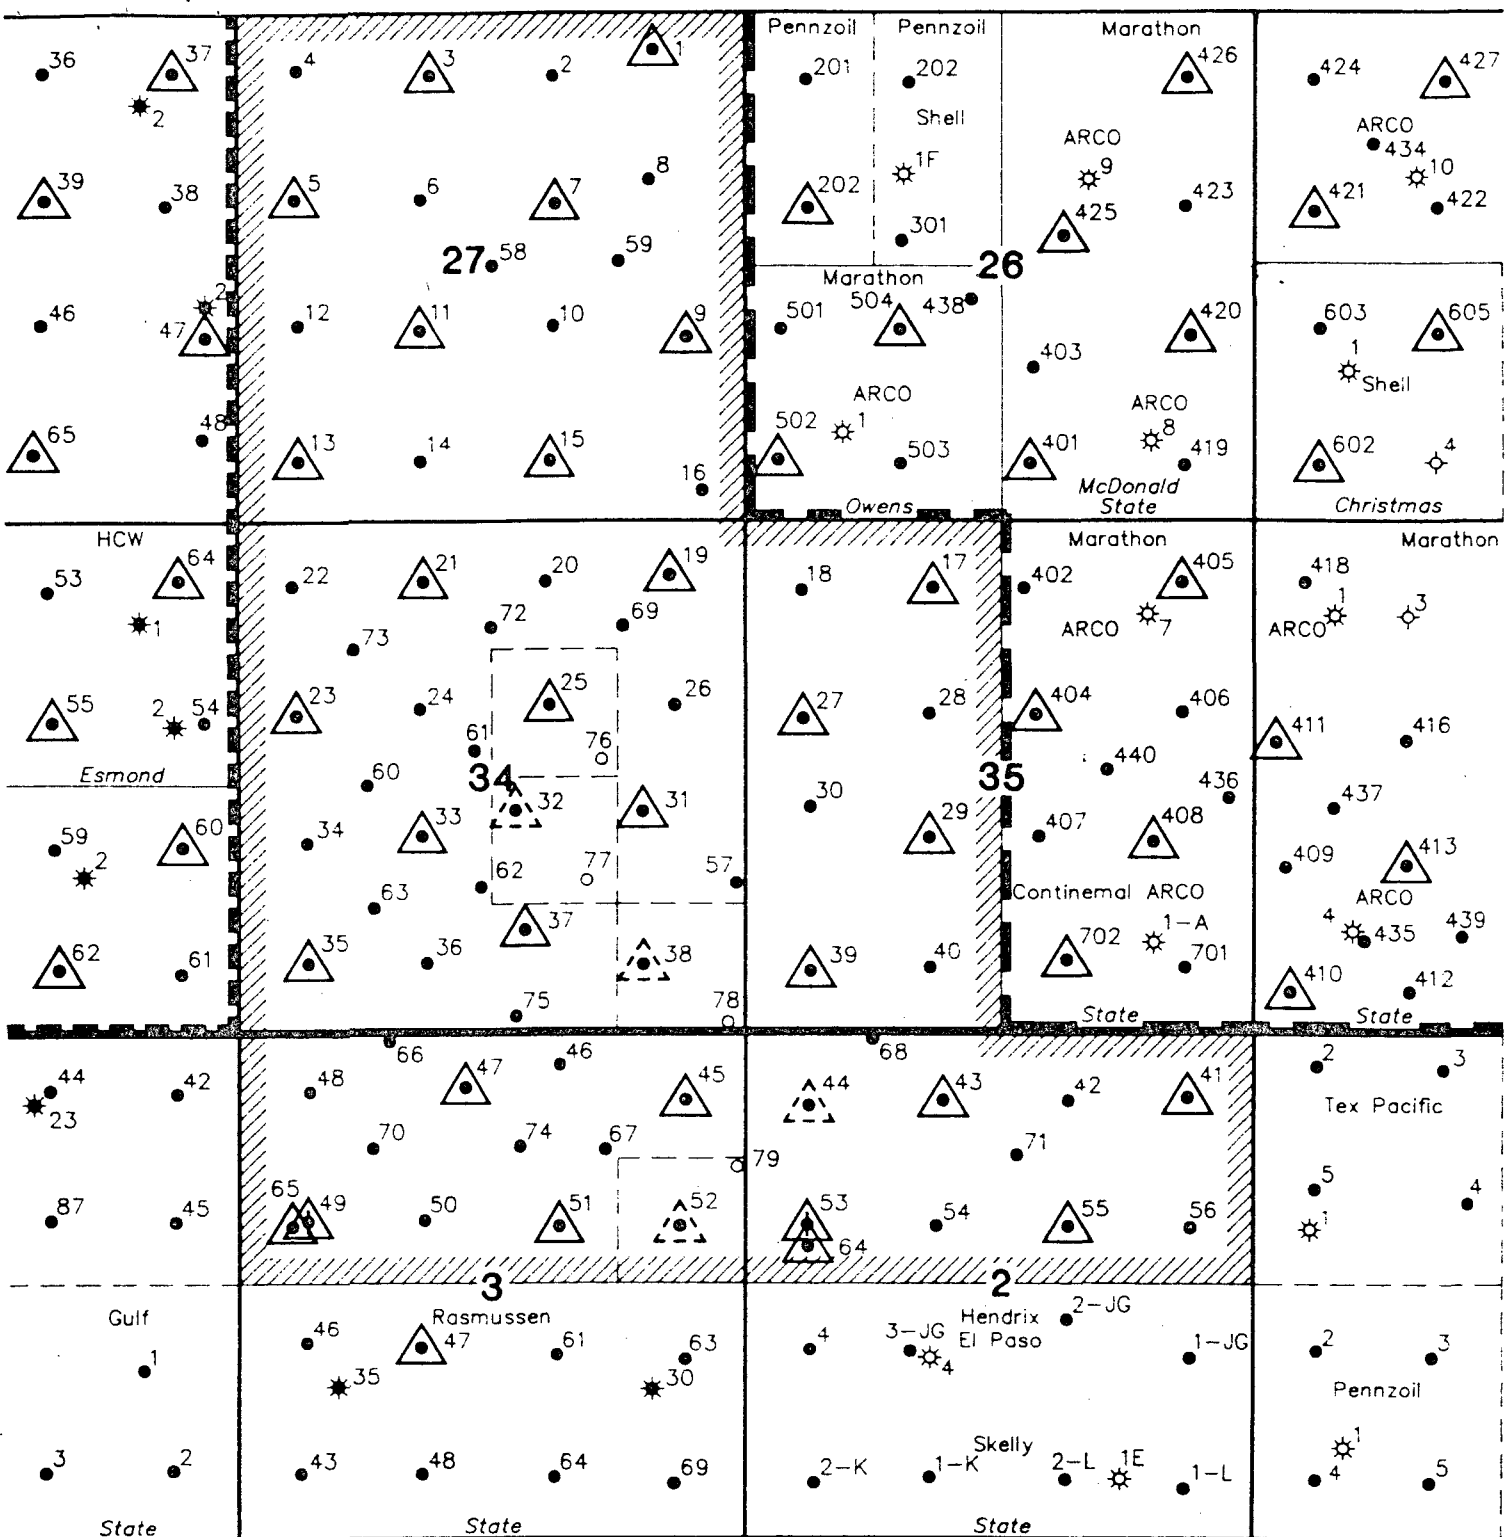 Pennzoil Pennzoil Marathon
36 37 4 3 2 1 201 202 426 424 427
2 Shell ARCO ARCO
434
39 38 5 6 7 8 202 1F 9 423 421 10 422
301 425
27 58 59 26
Marathon
2 504 438
46 47 12 11 10 9 501 420 603 605
403 1 Shell
ARCO ARCO
65 48 13 14 15 16 502 1 503 401 8 419 602 4
Owens McDonald State Christmas
HCW Marathon Marathon
53 64 22 21 20 19 18 17 402 405 418
1 73 72 69 ARCO 7 ARCO 1 3
55 2 54 23 24 25 26 27 28 404 406 411 416
Esmond
61 76 440
60 34 35 436
59 60 34 33 32 31 30 29 407 408 437
2 409 413
63 62 77 57 Continemal ARCO ARCO
62 61 35 36 37 38 39 40 702 1-A 701 4 435 439
410 412
75 78 State State
66 68
44 42 48 47 46 45 44 43 42 41 2 3
23 Tex Pacific
70 74 67 79 71
87 45 65 49 50 51 52 53 54 55 56 5 4
64 1
3 2
Gulf Rasmussen Hendrix
El Paso
2-JG
46 47 61 63 4 3-JG 4 1-JG 2 3
1 35 30 Pennzoil
Skelly 1
3 2 43 48 64 69 2-K 1-K 2-L 1E 1-L 4 5
State State State